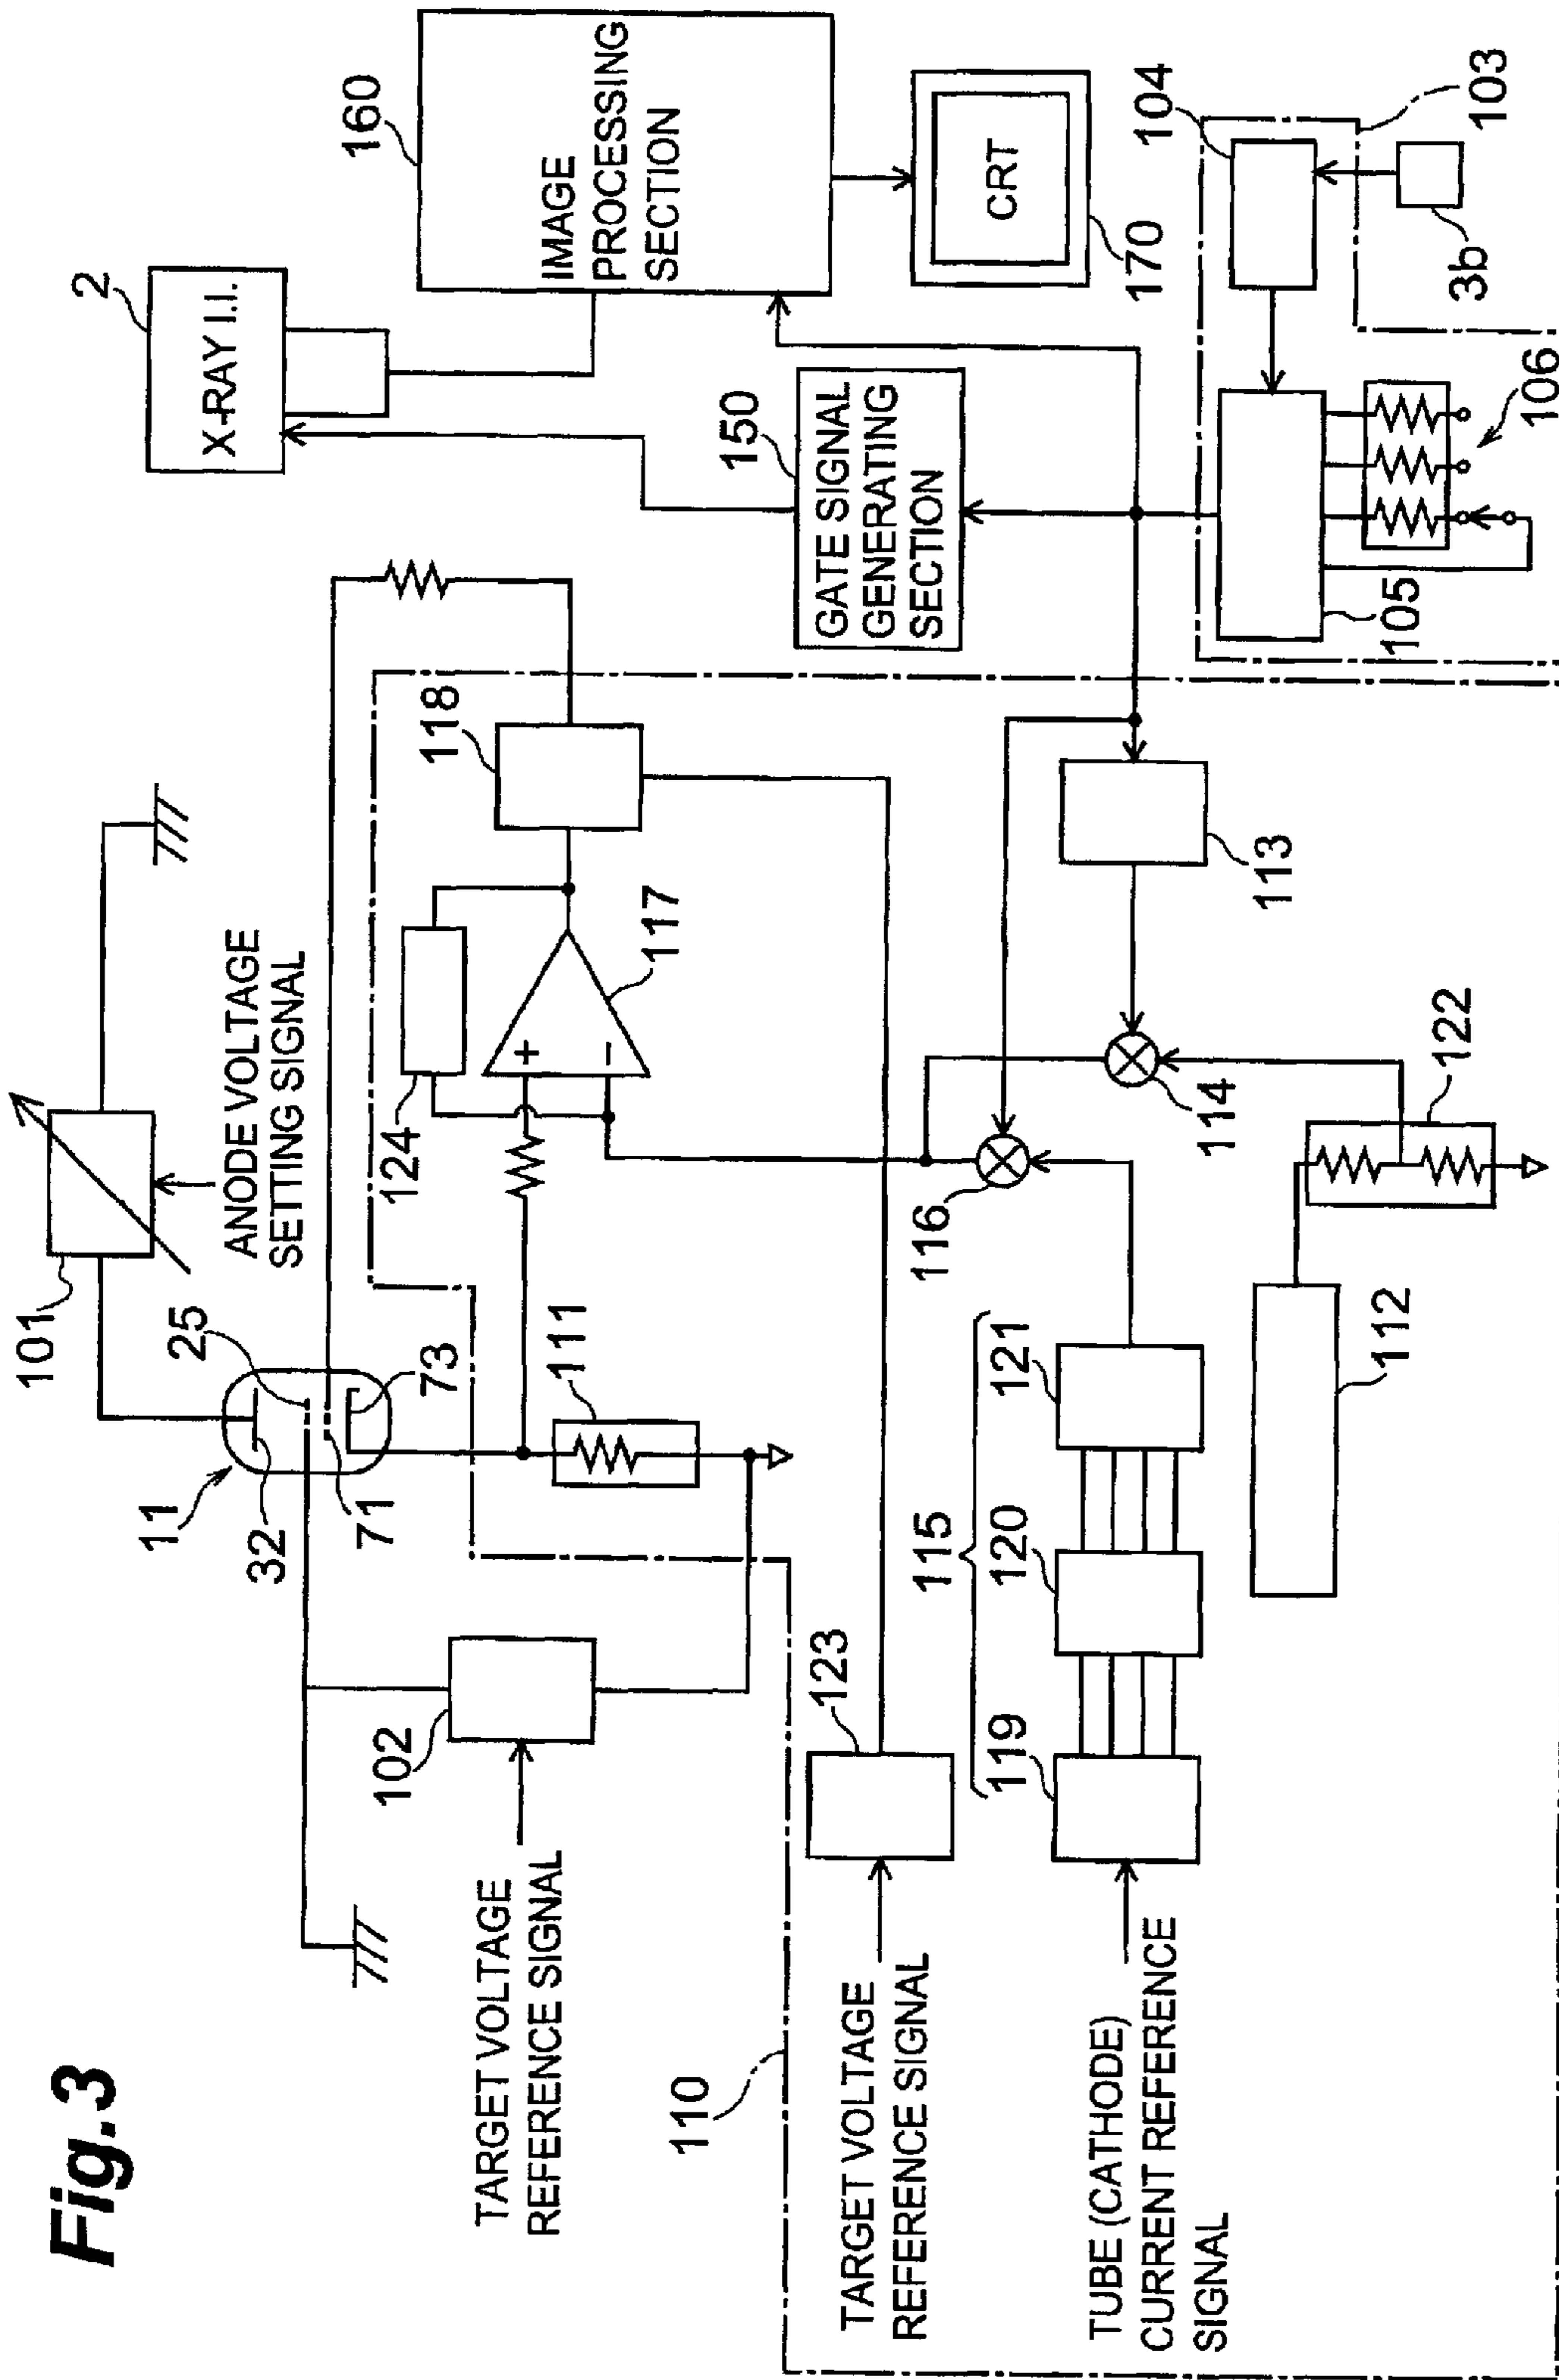 Fig.3
11
32
71
25
73
101
ANODE VOLTAGE
SETTING SIGNAL
2
X-RAY I.I.
160
IMAGE
PROCESSING
SECTION
CRT
170
102
TARGET VOLTAGE
REFERENCE SIGNAL
111
124
+
−
117
118
150
GATE SIGNAL
GENERATING
SECTION
104
103
3b
105
106
110
123
TARGET VOLTAGE
REFERENCE SIGNAL
115
119
120
121
TUBE (CATHODE)
CURRENT REFERENCE
SIGNAL
116
114
113
112
122